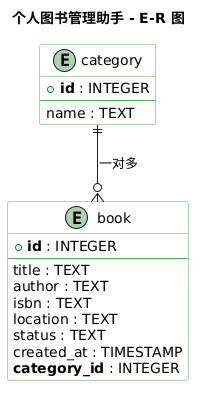 个人图书管理助手 - E-R 图
E category
id : INTEGER
name : TEXT
一对多
E book
id : INTEGER
title : TEXT
author : TEXT
isbn : TEXT
location : TEXT
status : TEXT
created_at : TIMESTAMP
category_id : INTEGER